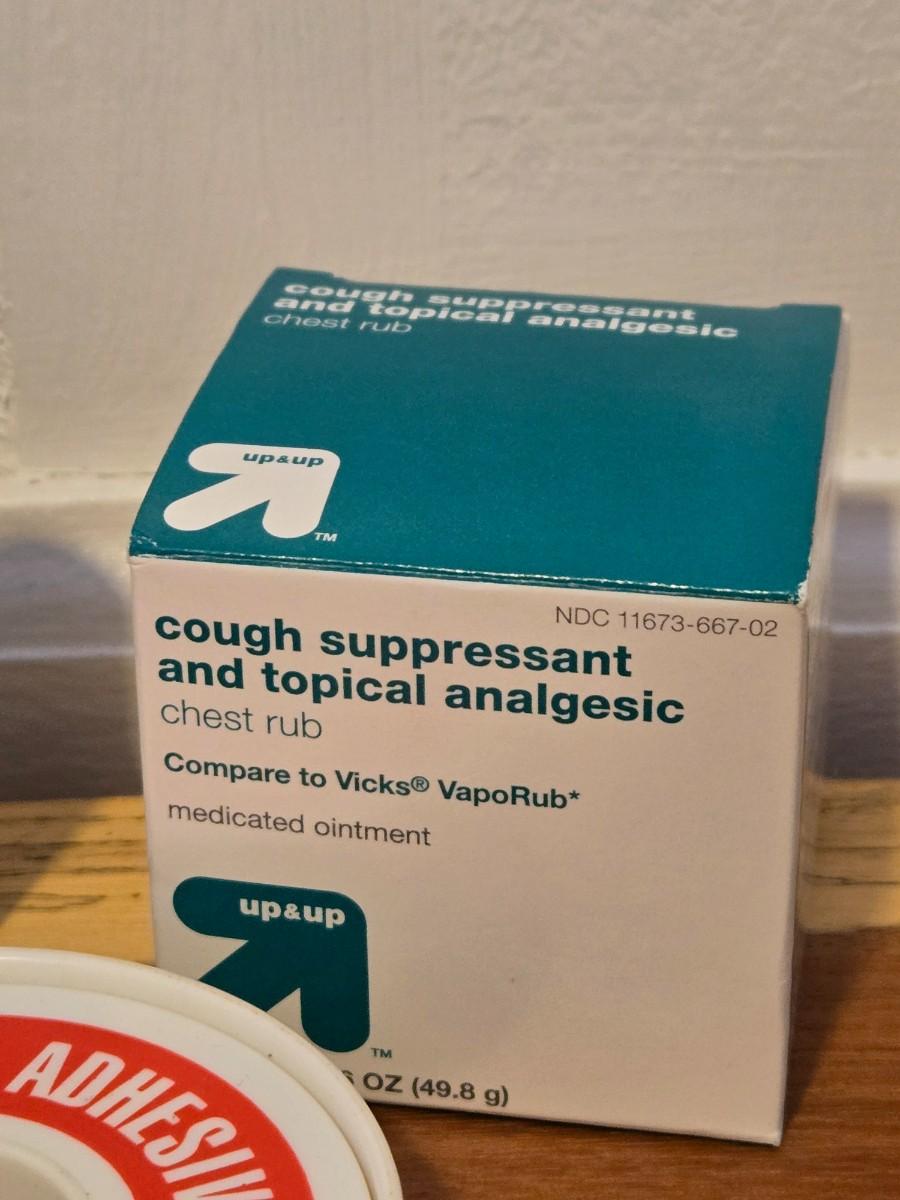 cough suppressant
and topical analgesic
chest rub
up&up
TM
NDC 11673-667-02
cough suppressant
and topical analgesic
chest rub
Compare to Vicks® VapoRub*
medicated ointment
up&up
TM
OZ (49.8 g)
ADHESIV